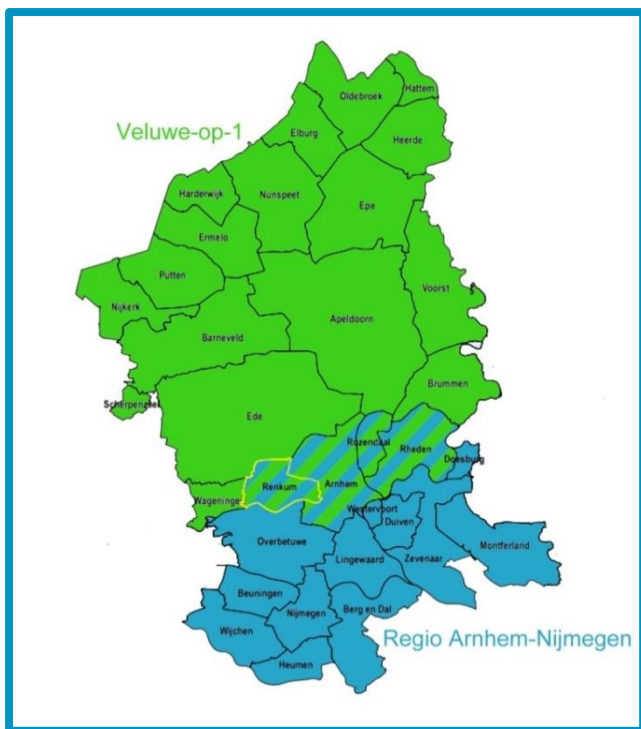 Oldebroek
Hattem
Veluwe-op-1
Elburg
Heerde
Harderwijk
Nunspeet
Epe
Ermelo
Putten
Voorst
Nijkerk
Apeldoorn
Barneveld
Brummen
Scherpenzeel
Ede
Rozendaal
Rheden
Doesburg
Renkum
Arnhem
Wageningen
Westervoort
Duiven
Overbetuwe
Montferland
Lingewaard
Zevenaar
Beuningen
Nijmegen
Berg en Dal
Wijchen
Regio Arnhem-Nijmegen
Heumen